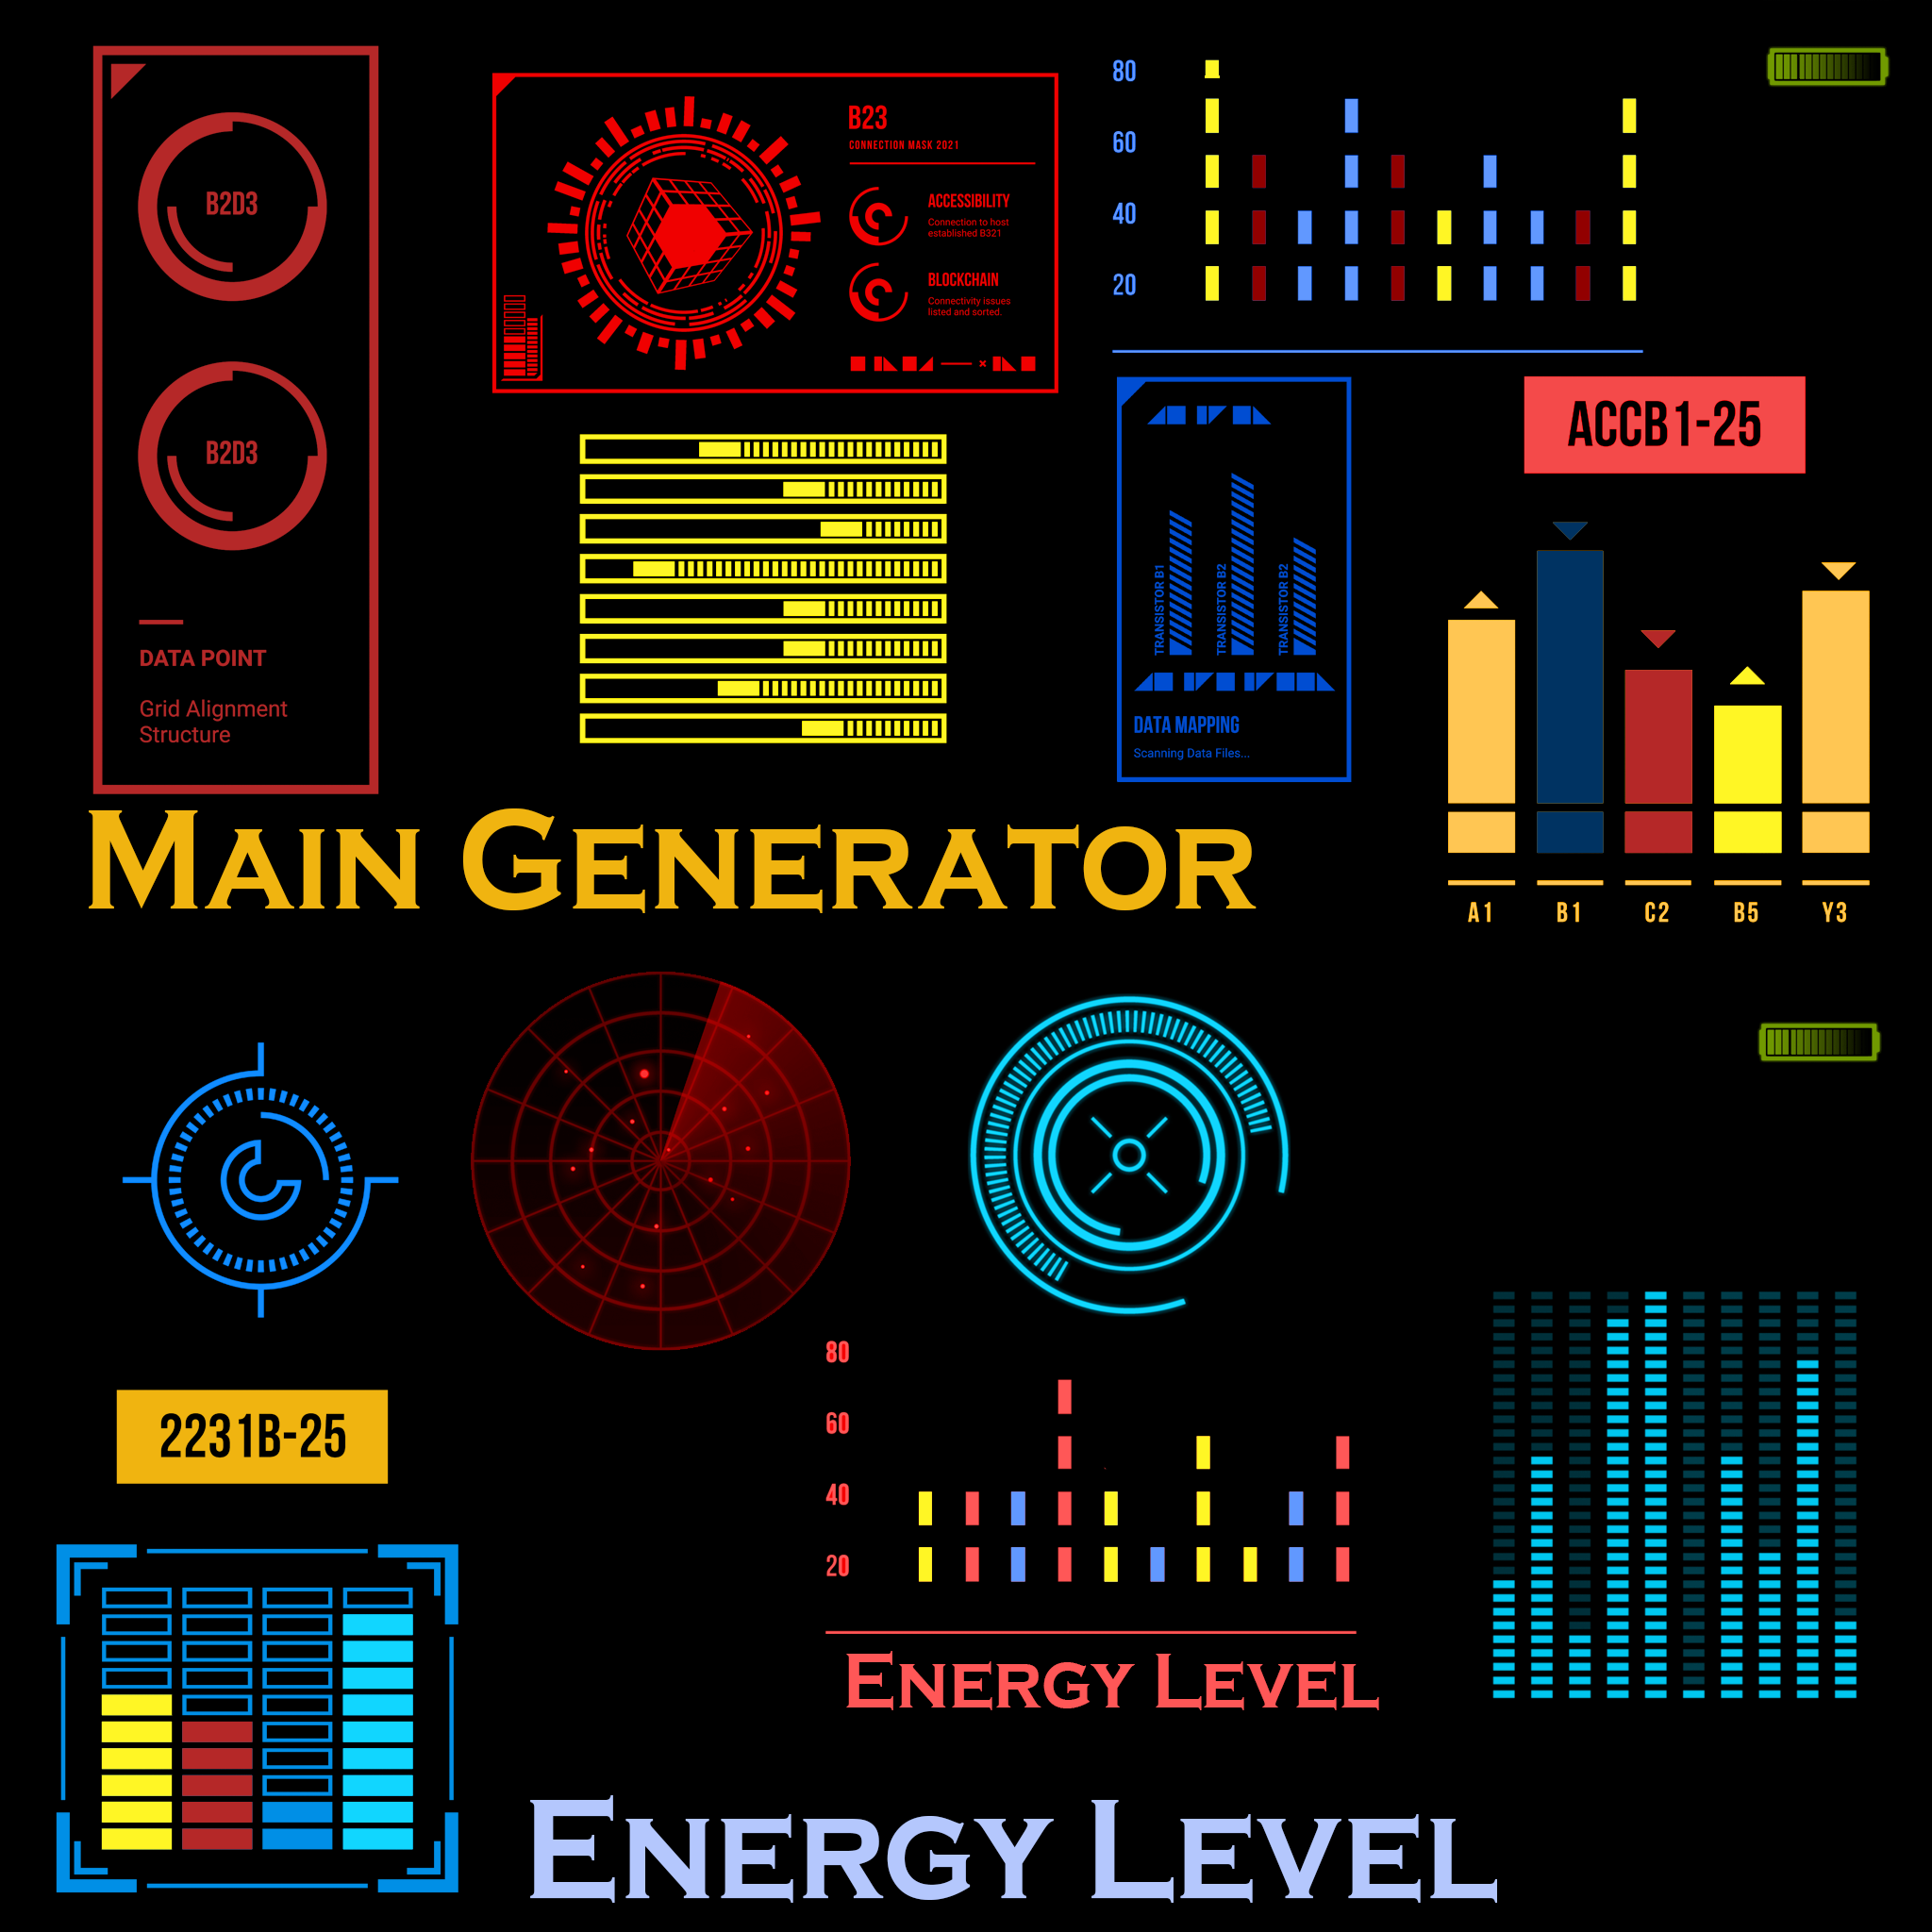 B2D3
B2D3
DATA POINT
Grid Alignment
Structure
B23
CONNECTION MASK 2021
ACCESSIBILITY
Connection to host
established B321
BLOCKCHAIN
Connectivity issues
listed and sorted.
80
60
40
20
TRANSISTOR B1
TRANSISTOR B2
TRANSISTOR B2
DATA MAPPING
Scanning Data Files...
ACCB1-25
A1 B1 C2 B5 Y3
MAIN GENERATOR
2231B-25
80
60
40
20
ENERGY LEVEL
ENERGY LEVEL